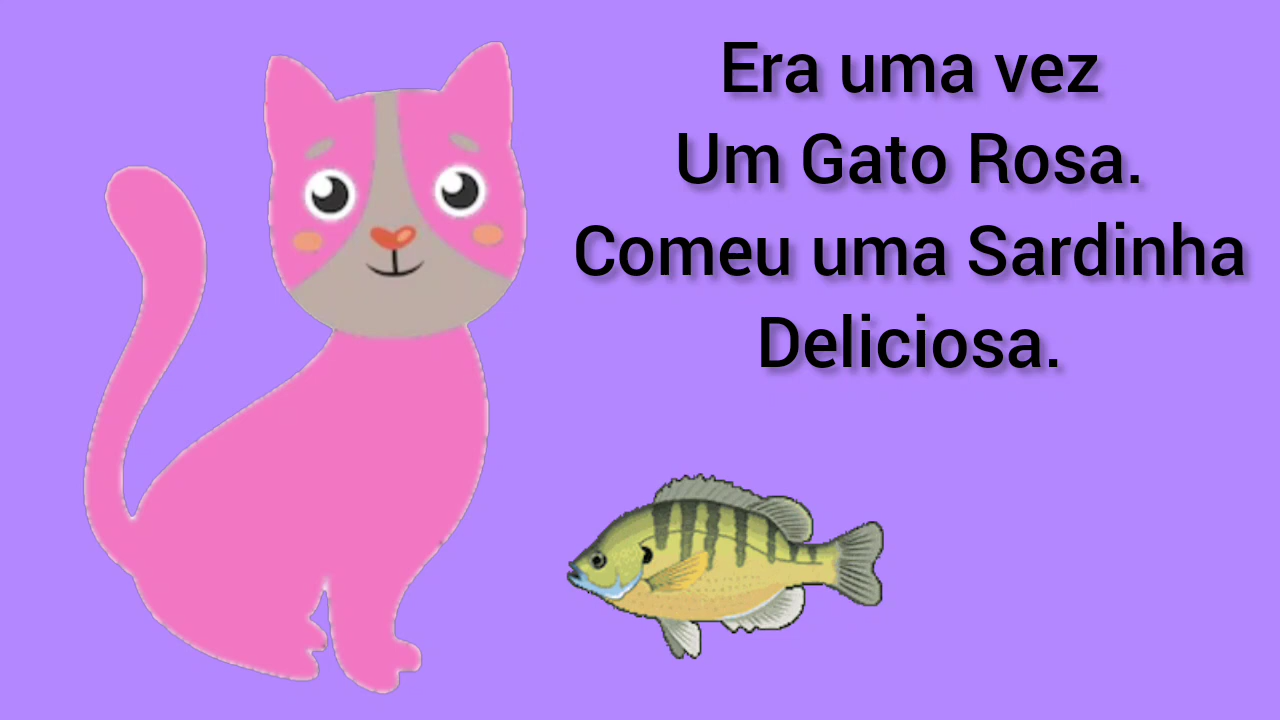 Era uma vez
Um Gato Rosa.
Comeu uma Sardinha
Deliciosa.